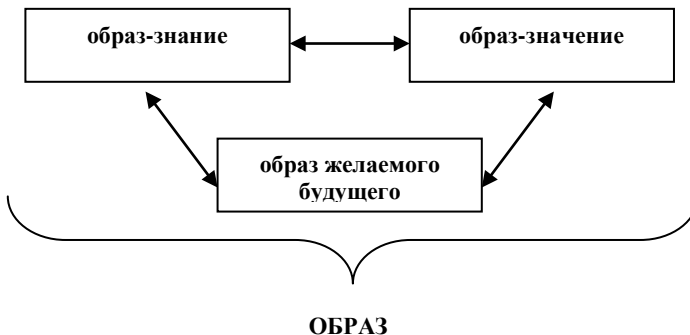 образ-знание
образ-значение
образ желаемого
будущего
ОБРАЗ